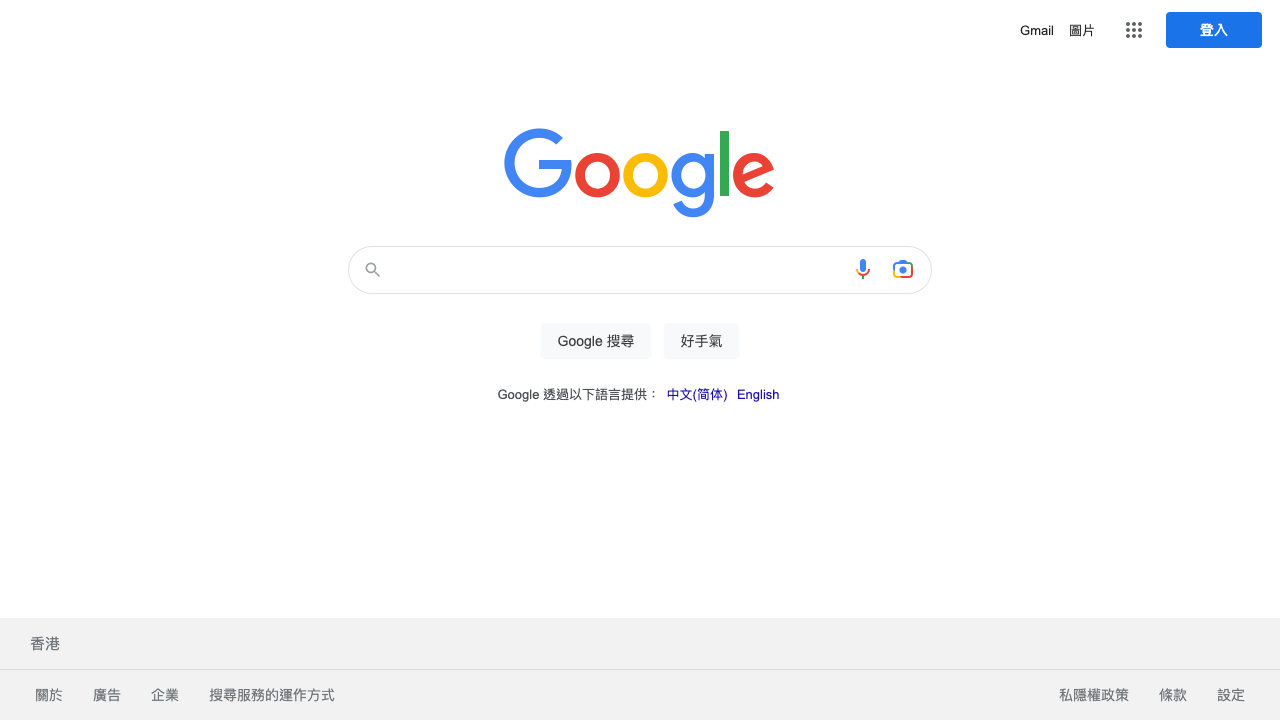 Gmail 圖片 登入
Google
Google 搜尋 好手氣
Google 透過以下語言提供： 中文(简体) English
香港
關於 廣告 企業 搜尋服務的運作方式 私隱權政策 條款 設定